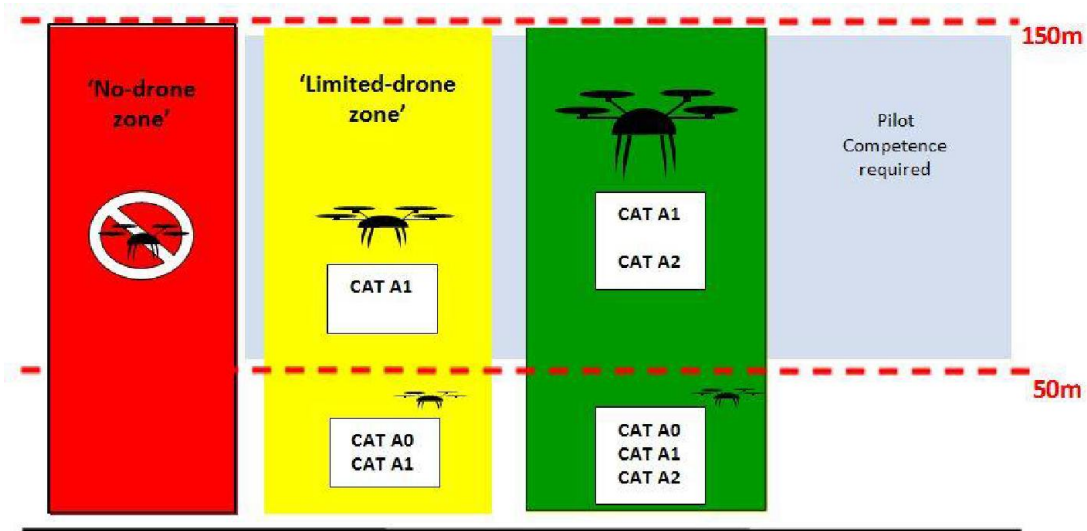 150m
‘No-drone
zone’
‘Limited-drone
zone’
Pilot
Competence
required
CAT A1
CAT A1
CAT A2
50m
CAT A0
CAT A1
CAT A0
CAT A1
CAT A2